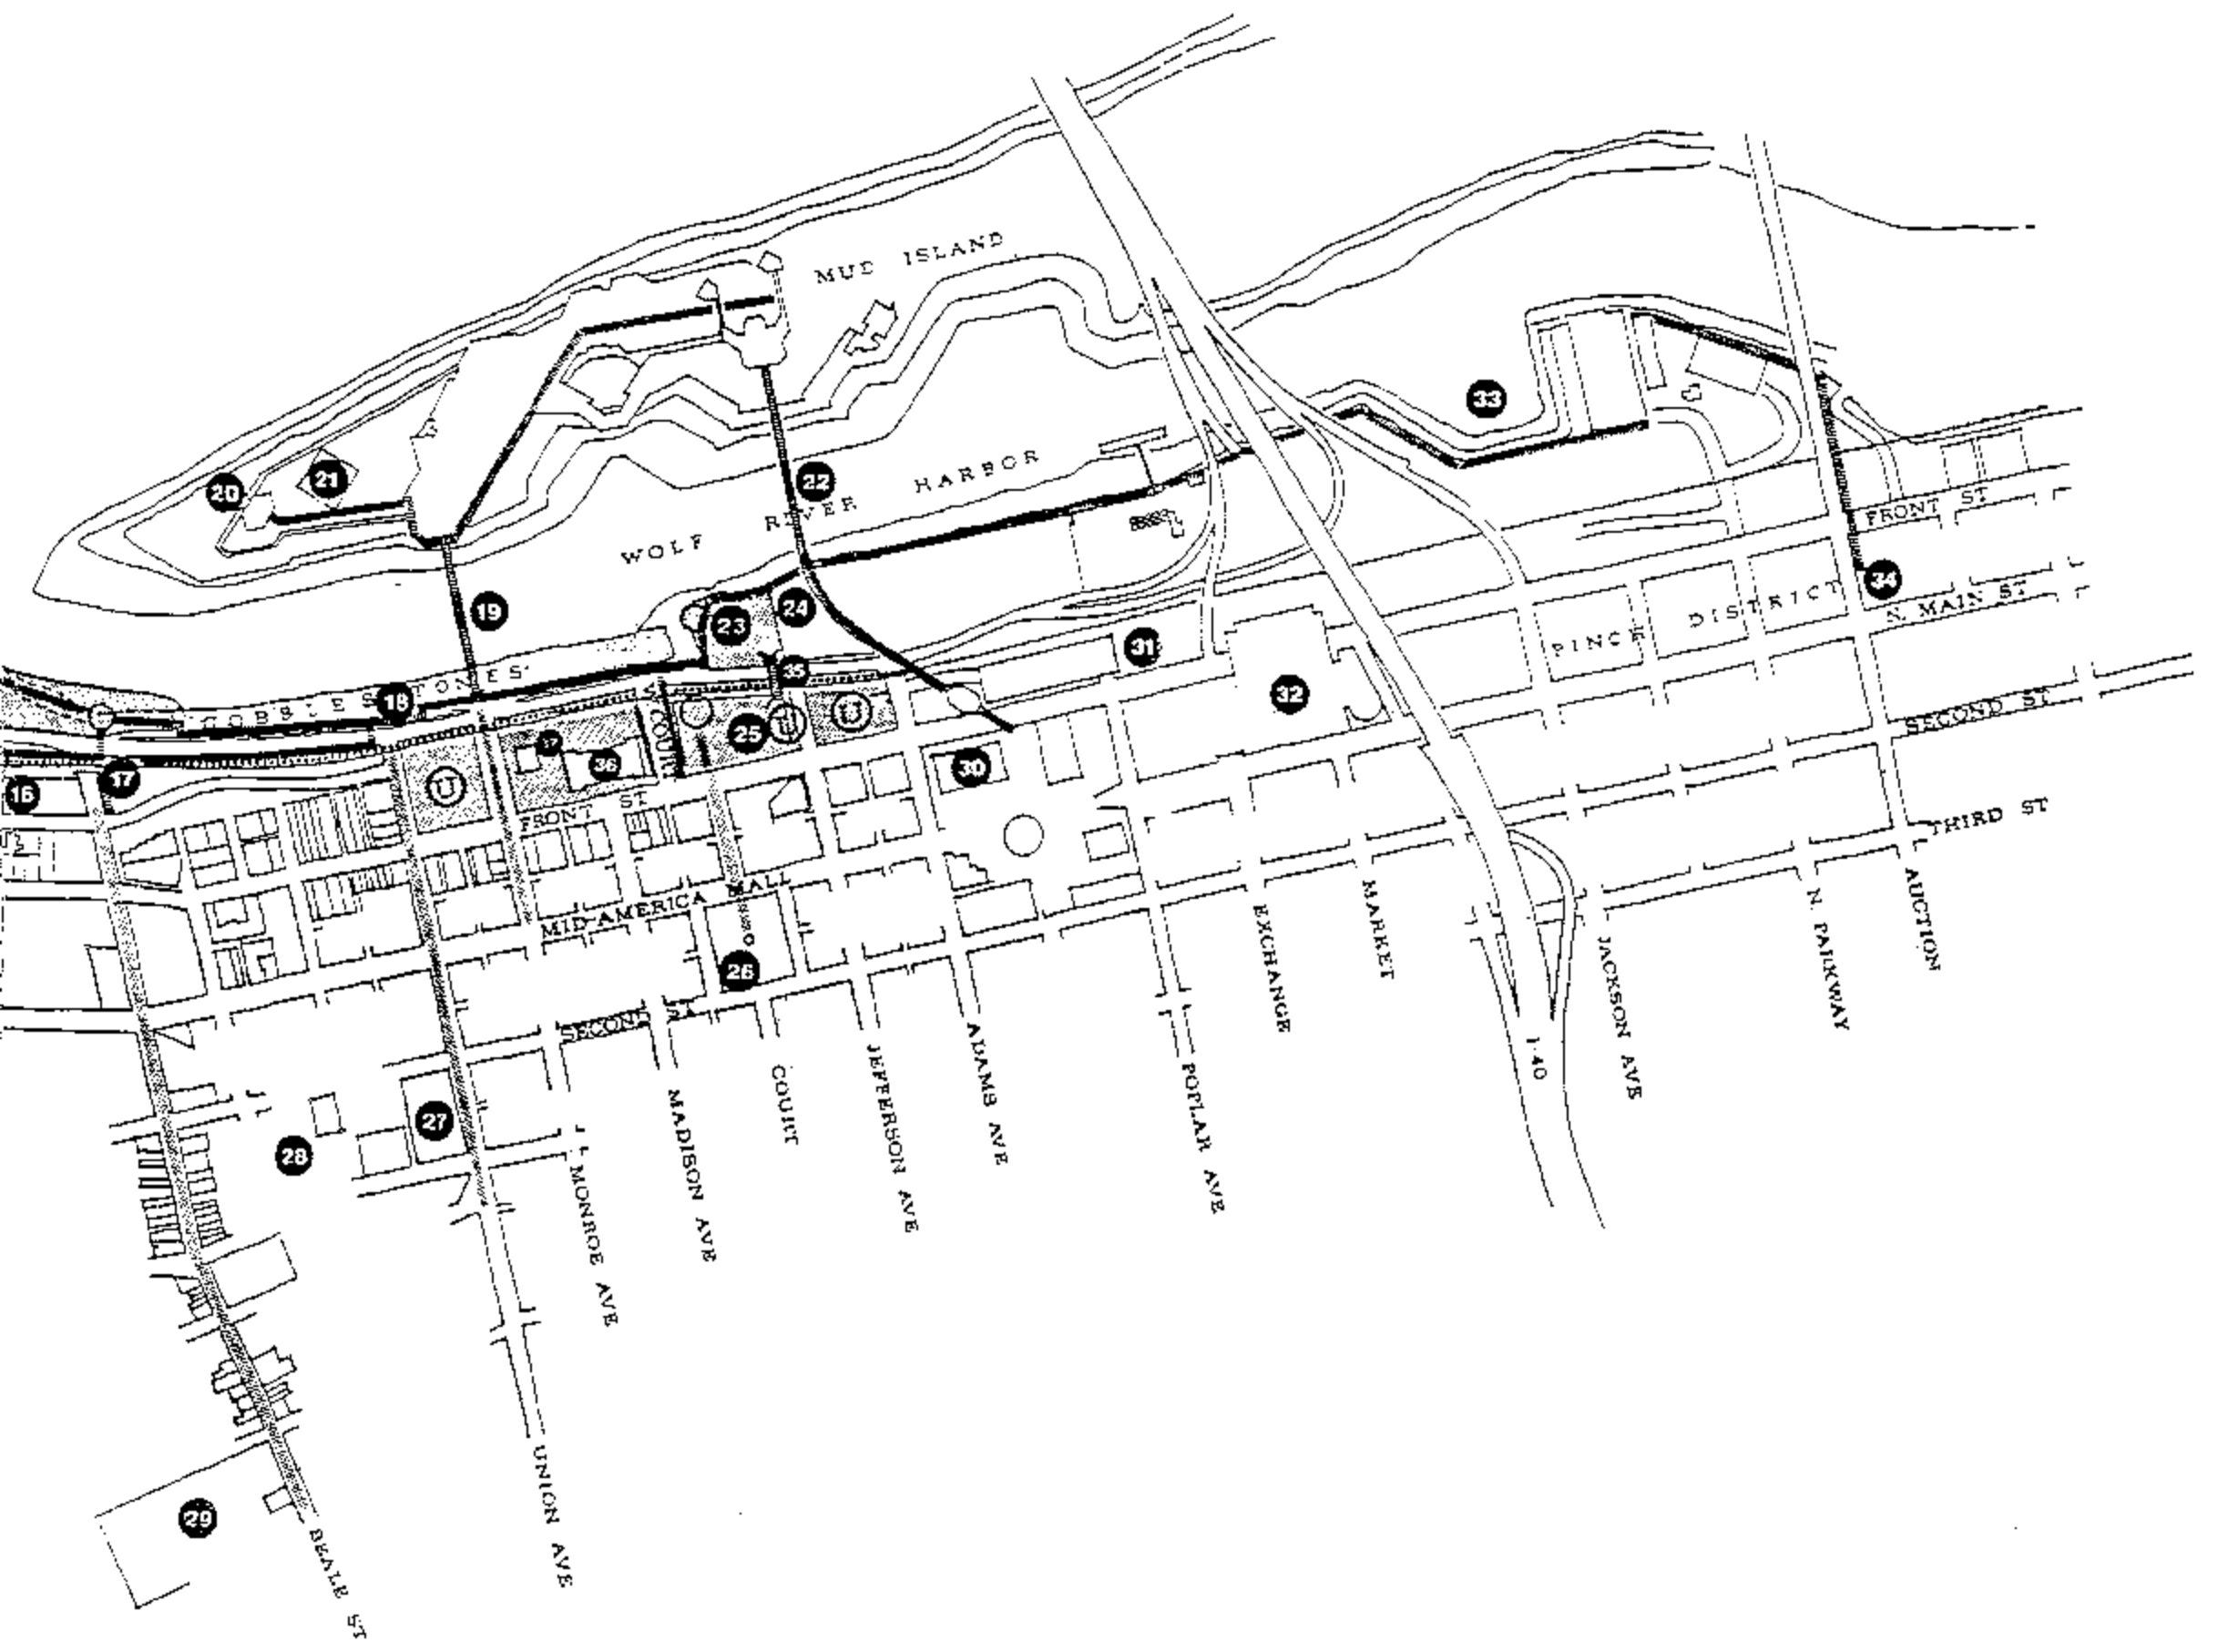 MUD ISLAND
33
20
21
22
HARBOR
RIVER
WOLF
FRONT ST
34
19
24
N. MAIN ST
23
DISTRICT
PINCH
31
35
COBBLESTONES
18
32
25
COURT
SECOND ST
37
36
17
16
30
FRONT ST
THIRD ST
MID AMERICA MALL
26
EXCHANGE
MARKET
JACKSON AVE
N. PARKWAY
AUCTION
SECOND
I-40
COURT
JEFFERSON AVE
ADAMS AVE
POPLAR AVE
MADISON AVE
27
28
MONROE AVE
29
UNION AVE
BEALE ST